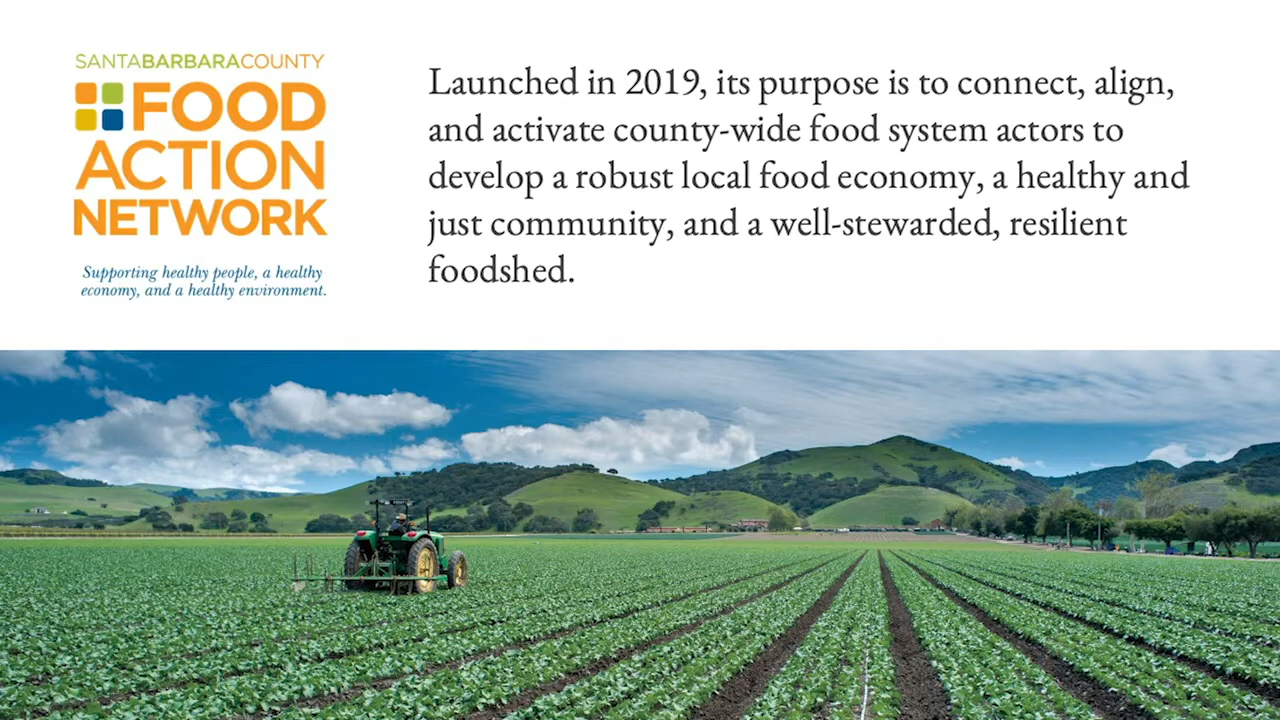 SANTABARBARACOUNTY
FOOD
ACTION
NETWORK
Supporting healthy people, a healthy
economy, and a healthy environment.
Launched in 2019, its purpose is to connect, align,
and activate county-wide food system actors to
develop a robust local food economy, a healthy and
just community, and a well-stewarded, resilient
foodshed.